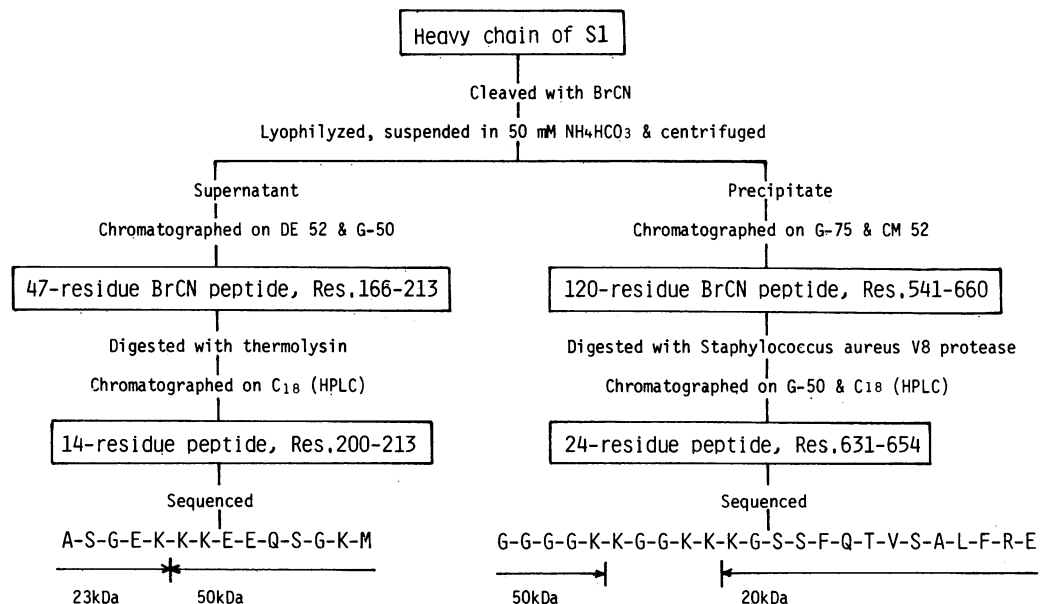 Heavy chain of S1
Cleaved with BrCN
Lyophilyzed, suspended in 50 mM NH4HCO3 & centrifuged
Supernatant
Precipitate
Chromatographed on DE 52 & G-50
Chromatographed on G-75 & CM 52
47-residue BrCN peptide, Res.166-213
120-residue BrCN peptide, Res.541-660
Digested with thermolysin
Digested with Staphylococcus aureus V8 protease
Chromatographed on C18 (HPLC)
Chromatographed on G-50 & C18 (HPLC)
14-residue peptide, Res.200-213
24-residue peptide, Res.631-654
Sequenced
Sequenced
A-S-G-E-K-K-K-E-E-Q-S-G-K-M
G-G-G-G-K-K-G-G-K-K-K-G-S-S-F-Q-T-V-S-A-L-F-R-E
23kDa
50kDa
50kDa
20kDa